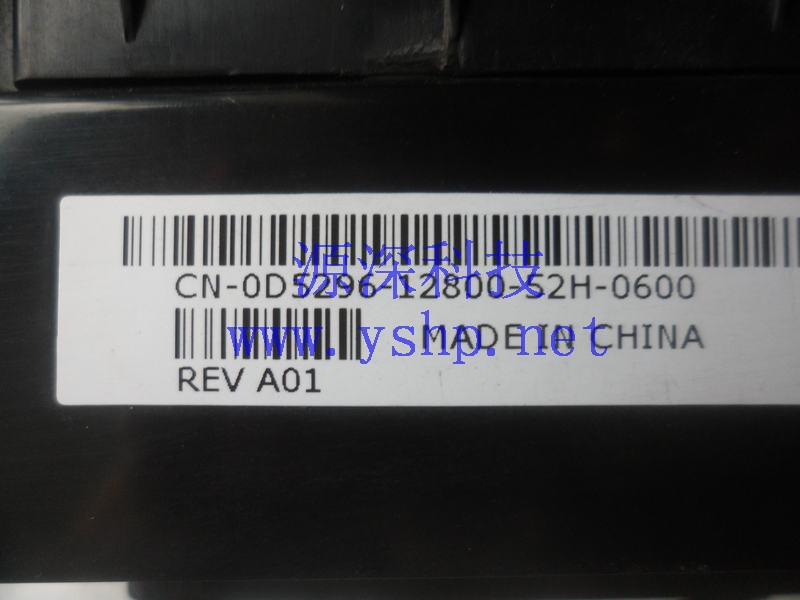 源深科技
CN-0D5296-12800-52H-0600
www.yshp.net
MADE IN CHINA
REV A01